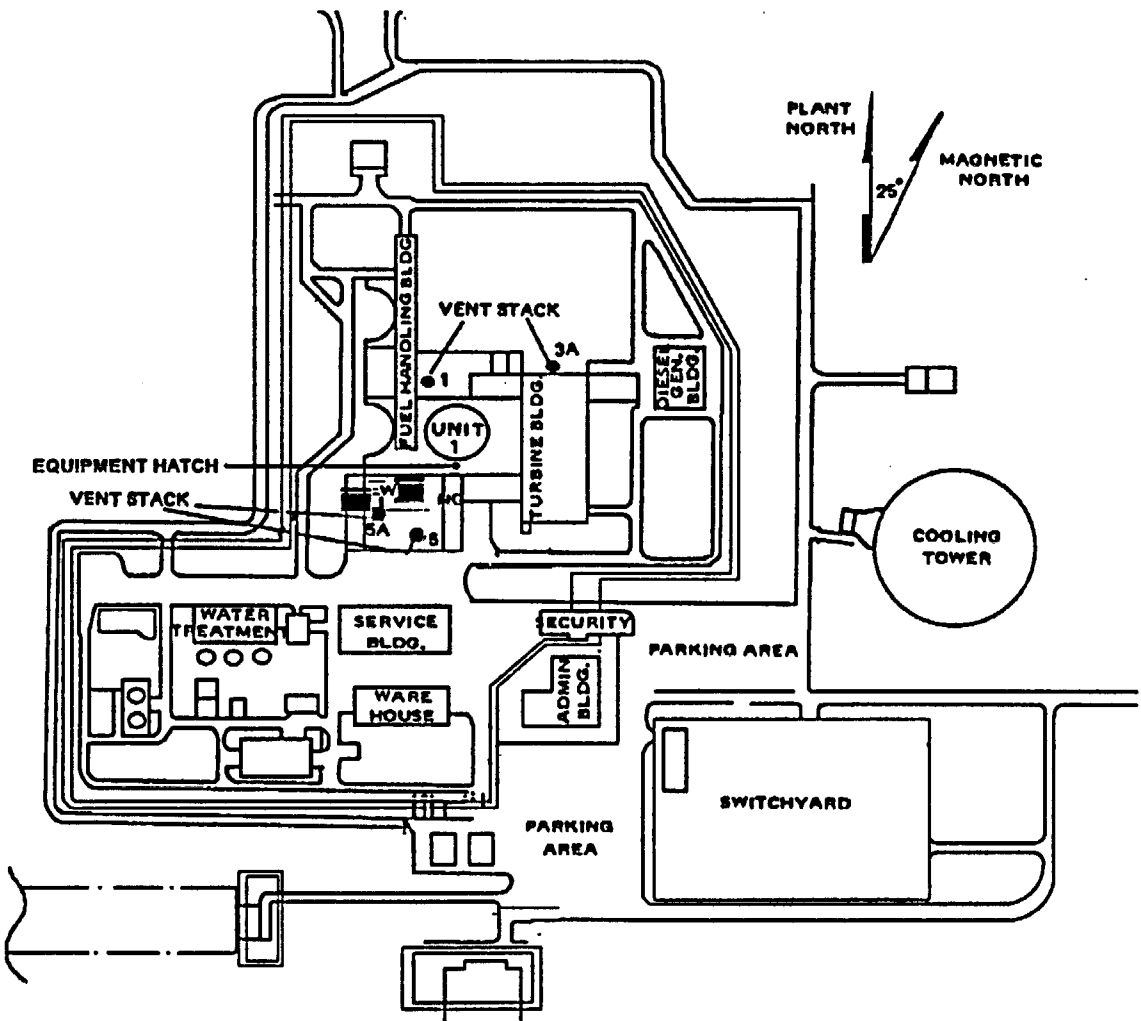 PLANT
NORTH
MAGNETIC
NORTH
25°
FUEL HANDLING BLDG
VENT STACK
3A
1
DIESEL
GEN.
BLDG.
TURBINE BLDG.
UNIT
1
EQUIPMENT HATCH
VENT STACK
W
5A
COOLING
TOWER
WATER
TREATMENT
SERVICE
BLDG.
SECURITY
PARKING AREA
WARE
HOUSE
ADMIN
BLDG.
SWITCHYARD
PARKING
AREA